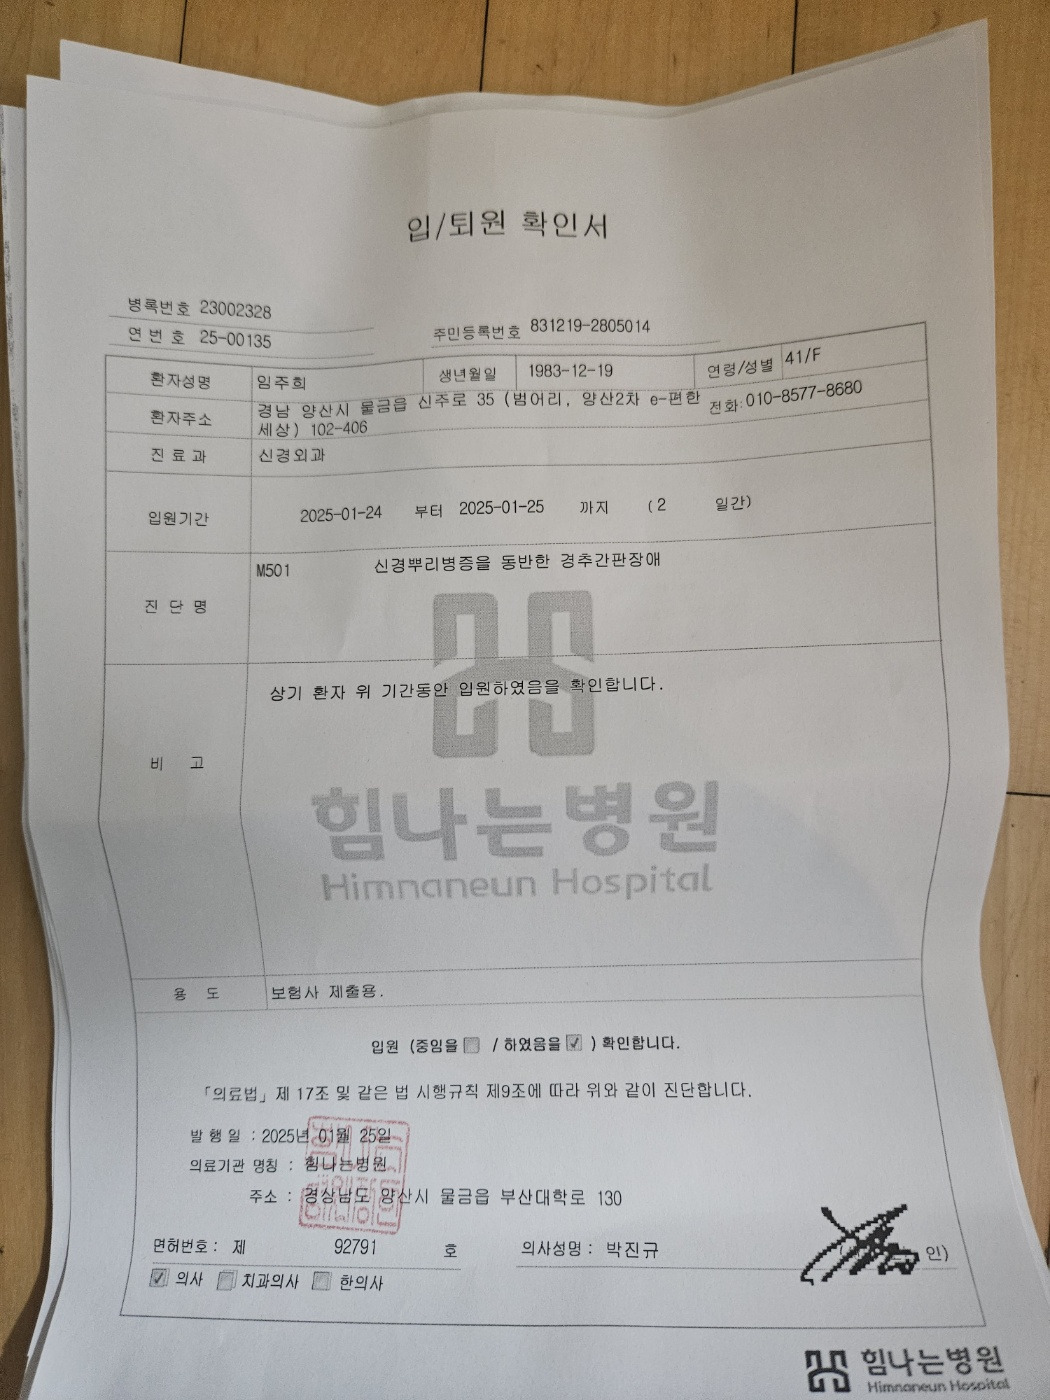 입/퇴원 확인서
병록번호 23002328
연 번 호 25-00135
주민등록번호 831219-2805014
환자성명 임주희 생년월일 1983-12-19 연령/성별 41/F
환자주소 경남 양산시 물금읍 신주로 35 (범어리, 양산2차 e-편한 전화:010-8577-8680
세상) 102-406
진 료 과 신경외과
입원기간 2025-01-24 부터 2025-01-25 까지 (2 일간)
진 단 명 M501 신경뿌리병증을 동반한 경추간판장애
상기 환자 위 기간동안 입원하였음을 확인합니다.
비 고
힘나는병원
Himnaneun Hospital
용 도 보험사 제출용.
입원 (중임을 / 하였음을 ✓ ) 확인합니다.
「의료법」제 17조 및 같은 법 시행규칙 제9조에 따라 위와 같이 진단합니다.
발 행 일 : 2025년 01월 25일
의료기관 명칭 : 힘나는병원
주소 : 경상남도 양산시 물금읍 부산대학로 130
면허번호 : 제 92791 호 의사성명 : 박진규 인)
✓ 의사 치과의사 한의사
힘나는병원
Himnaneun Hospital